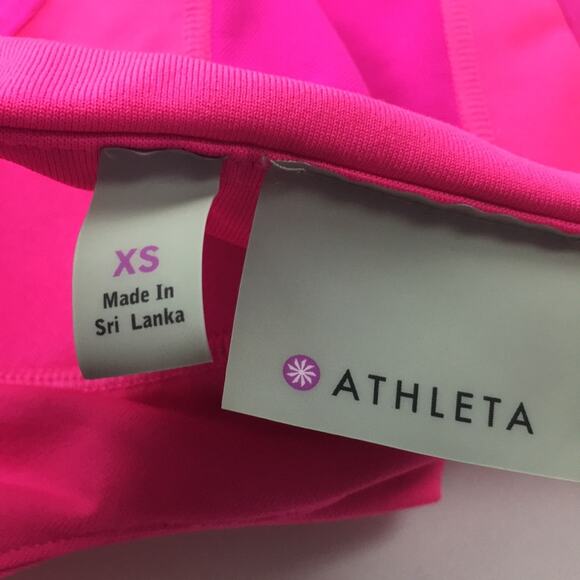 XS
Made In
Sri Lanka
ATHLETA